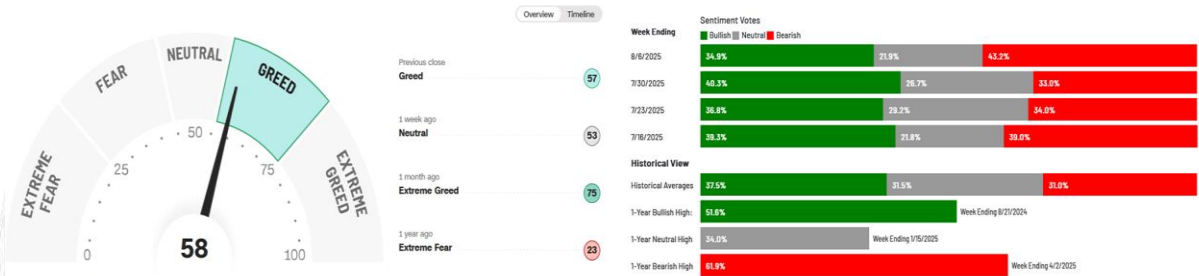 Overview Timeline
EXTREME FEAR
FEAR
NEUTRAL
GREED
EXTREME GREED
0
25
50
75
100
58
Previous close
Greed 57
1 week ago
Neutral 53
1 month ago
Extreme Greed 75
1 year ago
Extreme Fear 23
Sentiment Votes
Week Ending Bullish Neutral Bearish
8/6/2025 34.9% 21.9% 43.2%
7/30/2025 40.3% 26.7% 33.0%
7/23/2025 36.8% 29.2% 34.0%
7/16/2025 39.3% 21.8% 39.0%
Historical View
Historical Averages 37.5% 31.5% 31.0%
1-Year Bullish High: 51.6% Week Ending 8/21/2024
1-Year Neutral High 34.0% Week Ending 1/15/2025
1-Year Bearish High 61.9% Week Ending 4/2/2025